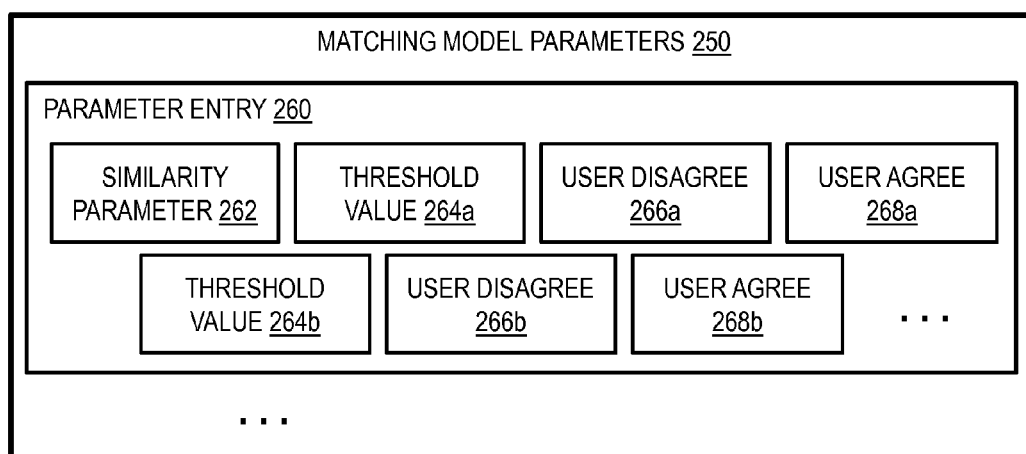 MATCHING MODEL PARAMETERS 250
PARAMETER ENTRY 260
SIMILARITY
PARAMETER 262
THRESHOLD
VALUE 264a
USER DISAGREE
266a
USER AGREE
268a
THRESHOLD
VALUE 264b
USER DISAGREE
266b
USER AGREE
268b
. . .
. . .